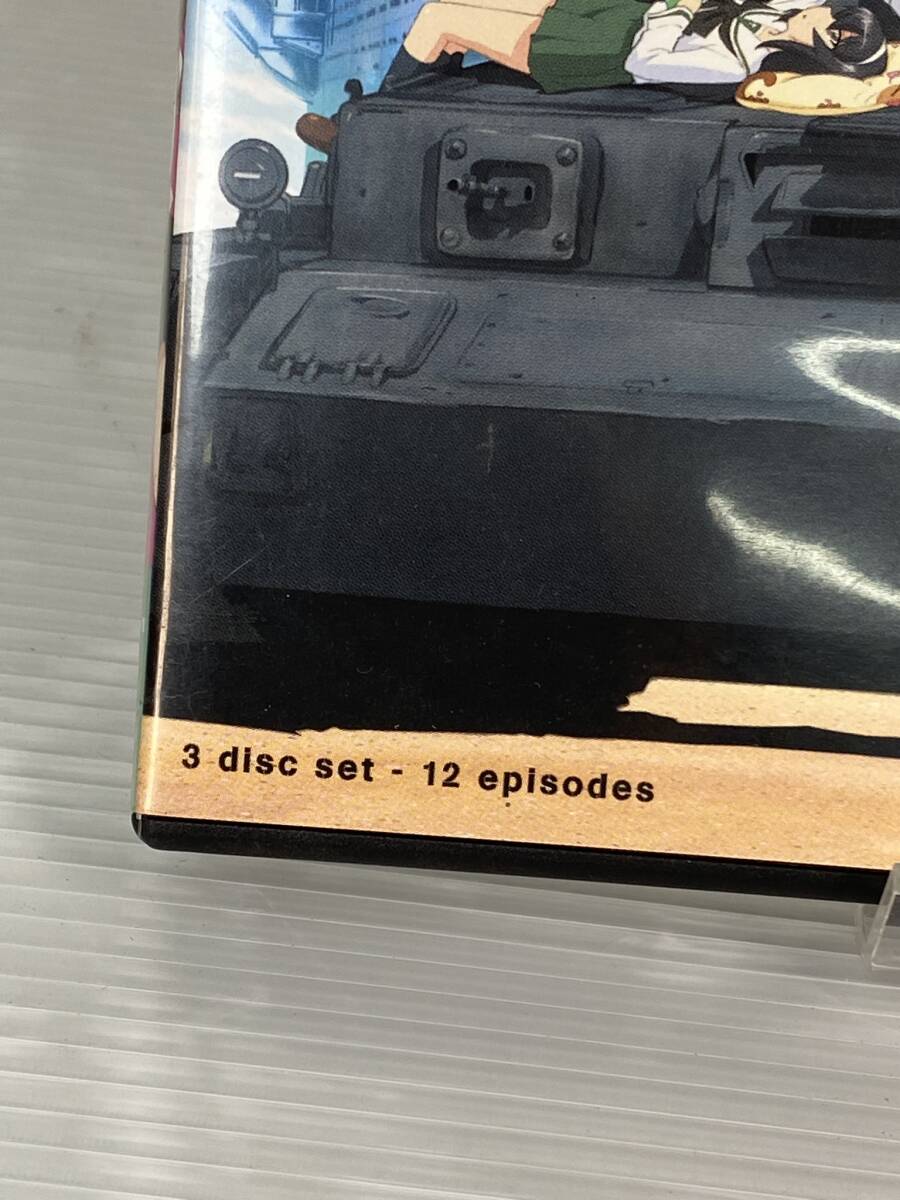 3 disc set - 12 episodes